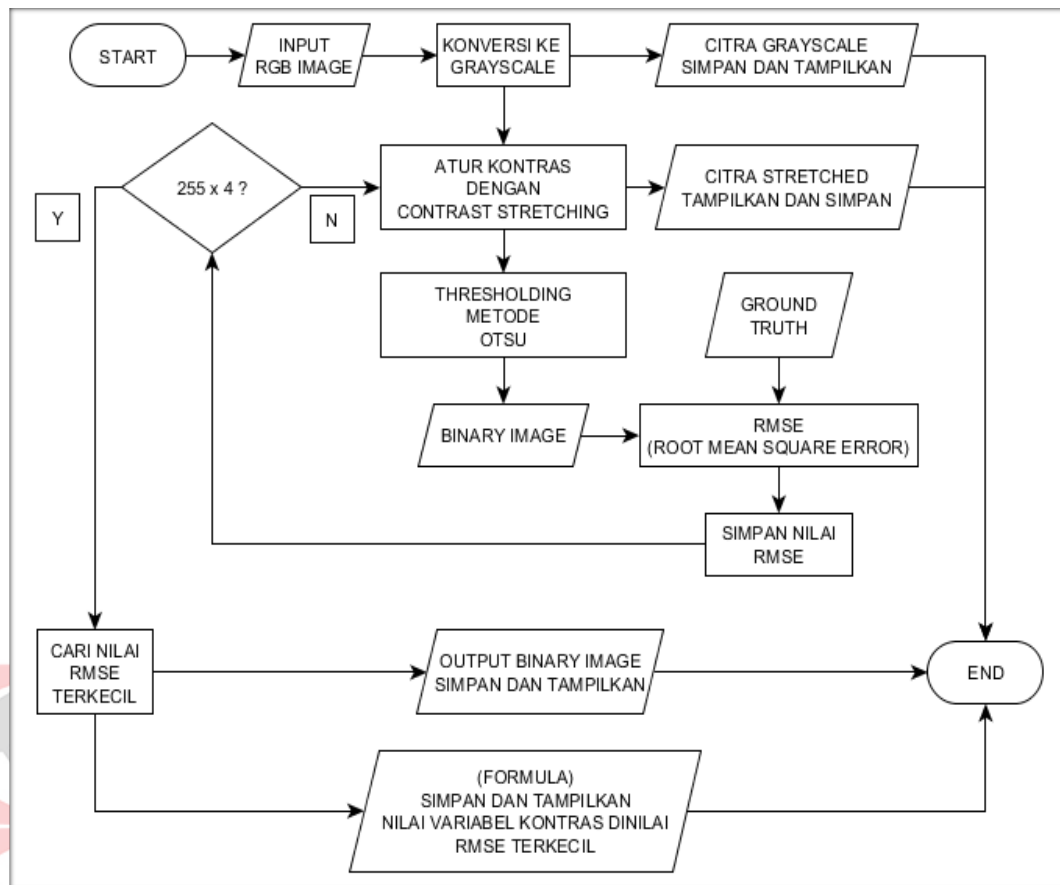 START
INPUT
RGB IMAGE
KONVERSI KE
GRAYSCALE
CITRA GRAYSCALE
SIMPAN DAN TAMPILKAN
255 x 4 ?
Y
N
ATUR KONTRAS
DENGAN
CONTRAST STRETCHING
CITRA STRETCHED
TAMPILKAN DAN SIMPAN
THRESHOLDING
METODE
OTSU
GROUND
TRUTH
BINARY IMAGE
RMSE
(ROOT MEAN SQUARE ERROR)
SIMPAN NILAI
RMSE
CARI NILAI
RMSE
TERKECIL
OUTPUT BINARY IMAGE
SIMPAN DAN TAMPILKAN
END
(FORMULA)
SIMPAN DAN TAMPILKAN
NILAI VARIABEL KONTRAS DINILAI
RMSE TERKECIL